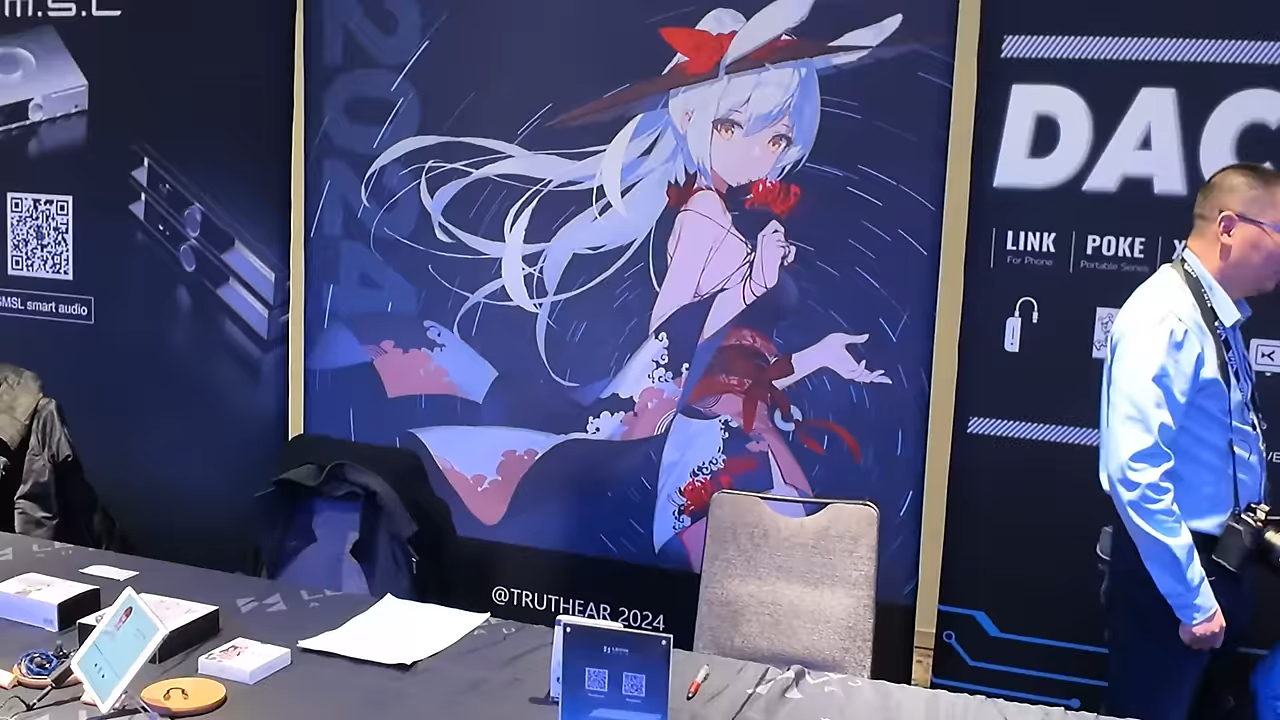 m.s.L
SMSL smart audio
2024
@TRUTHEAR 2024
DAC
LINK
For Phone
POKE
Portable Series